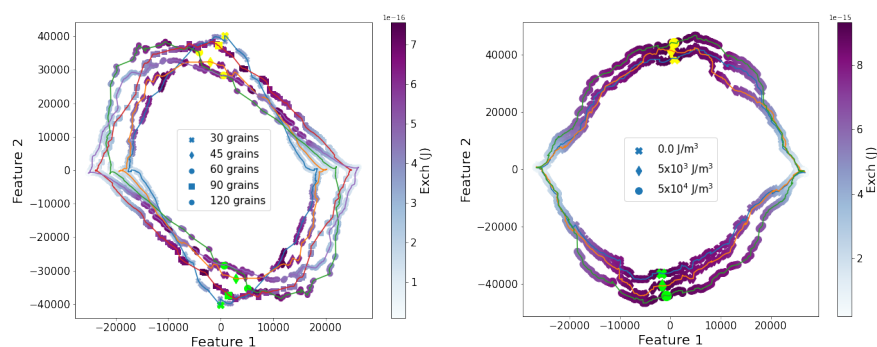 1e−16
40000
30000
20000
10000
0
−10000
−20000
−30000
−40000
Feature 2
30 grains
45 grains
60 grains
90 grains
120 grains
−20000 −10000 0 10000 20000
Feature 1
7
6
5
4
3
2
1
Exch (J)
1e−15
40000
20000
0
−20000
−40000
Feature 2
0.0 J/m³
5x10³ J/m³
5x10⁴ J/m³
−20000 −10000 0 10000 20000
Feature 1
8
6
4
2
Exch (J)